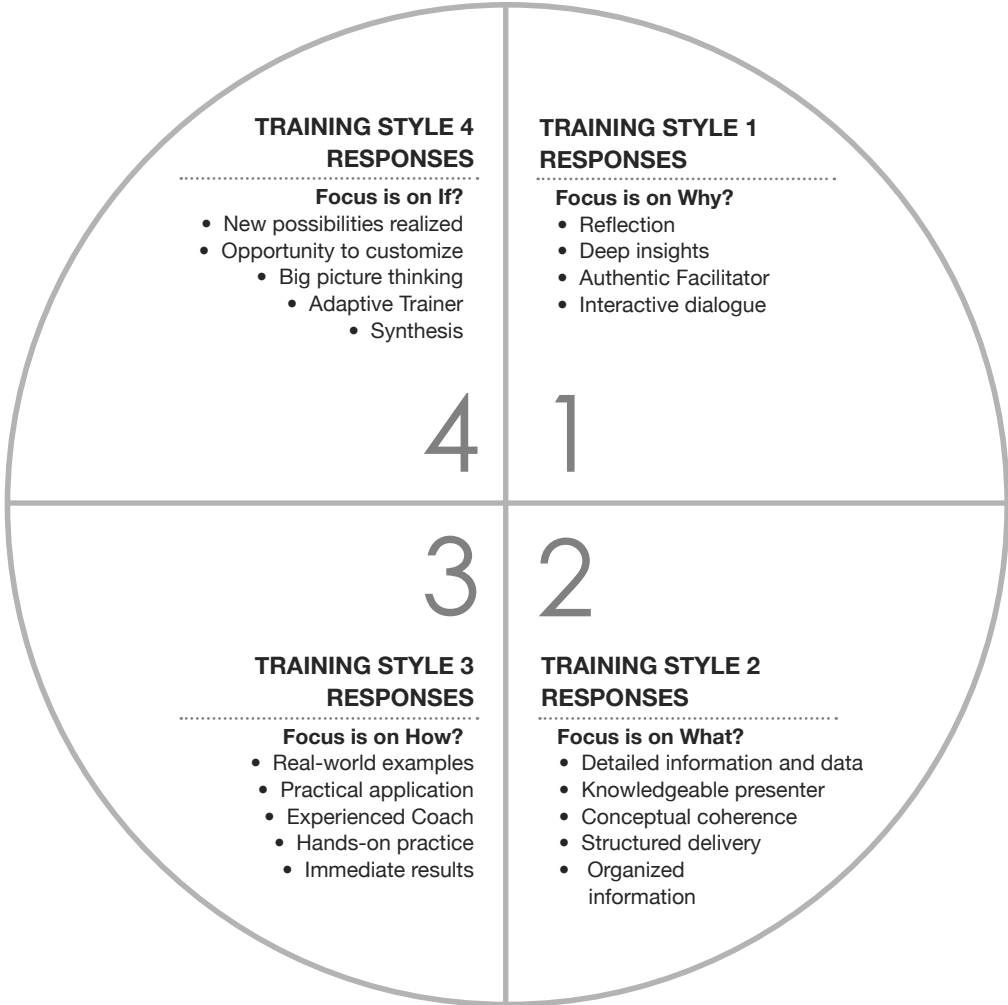 TRAINING STYLE 4
RESPONSES
Focus is on If?
• New possibilities realized
• Opportunity to customize
• Big picture thinking
• Adaptive Trainer
• Synthesis
4
TRAINING STYLE 1
RESPONSES
Focus is on Why?
• Reflection
• Deep insights
• Authentic Facilitator
• Interactive dialogue
1
3
TRAINING STYLE 3
RESPONSES
Focus is on How?
• Real-world examples
• Practical application
• Experienced Coach
• Hands-on practice
• Immediate results
2
TRAINING STYLE 2
RESPONSES
Focus is on What?
• Detailed information and data
• Knowledgeable presenter
• Conceptual coherence
• Structured delivery
• Organized
information